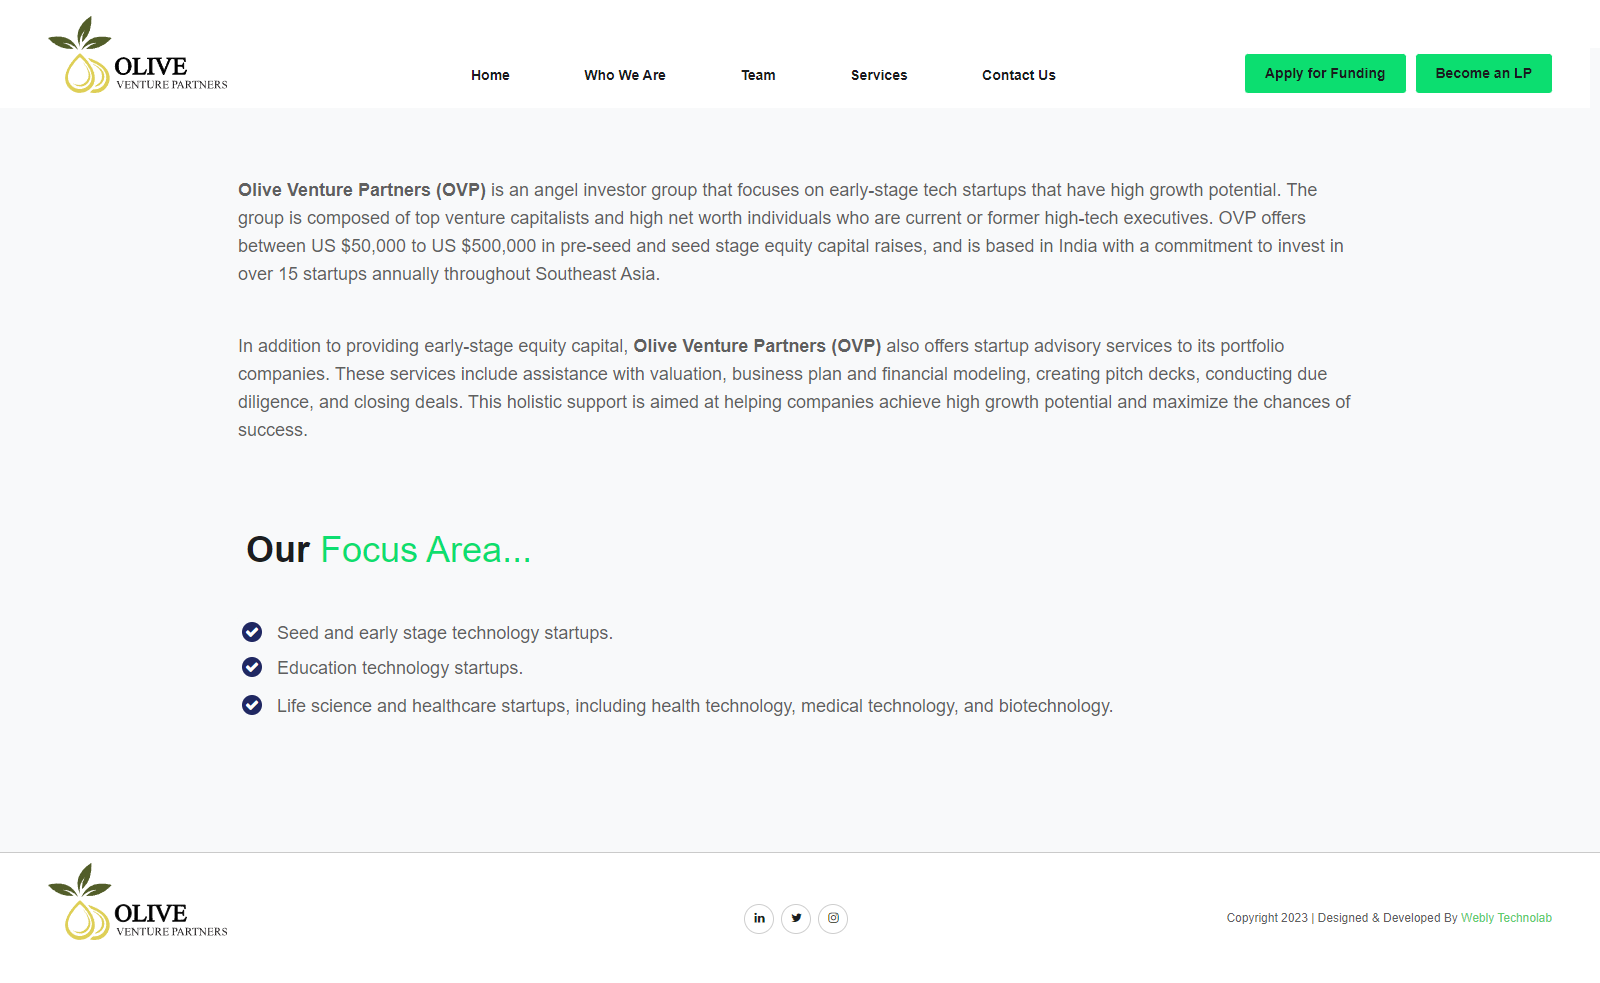 OLIVE
VENTURE PARTNERS
Home
Who We Are
Team
Services
Contact Us
Apply for Funding
Become an LP
Olive Venture Partners (OVP) is an angel investor group that focuses on early-stage tech startups that have high growth potential. The
group is composed of top venture capitalists and high net worth individuals who are current or former high-tech executives. OVP offers
between US $50,000 to US $500,000 in pre-seed and seed stage equity capital raises, and is based in India with a commitment to invest in
over 15 startups annually throughout Southeast Asia.
In addition to providing early-stage equity capital, Olive Venture Partners (OVP) also offers startup advisory services to its portfolio
companies. These services include assistance with valuation, business plan and financial modeling, creating pitch decks, conducting due
diligence, and closing deals. This holistic support is aimed at helping companies achieve high growth potential and maximize the chances of
success.
Our Focus Area...
Seed and early stage technology startups.
Education technology startups.
Life science and healthcare startups, including health technology, medical technology, and biotechnology.
OLIVE
VENTURE PARTNERS
in
Copyright 2023 | Designed & Developed By Webly Technolab